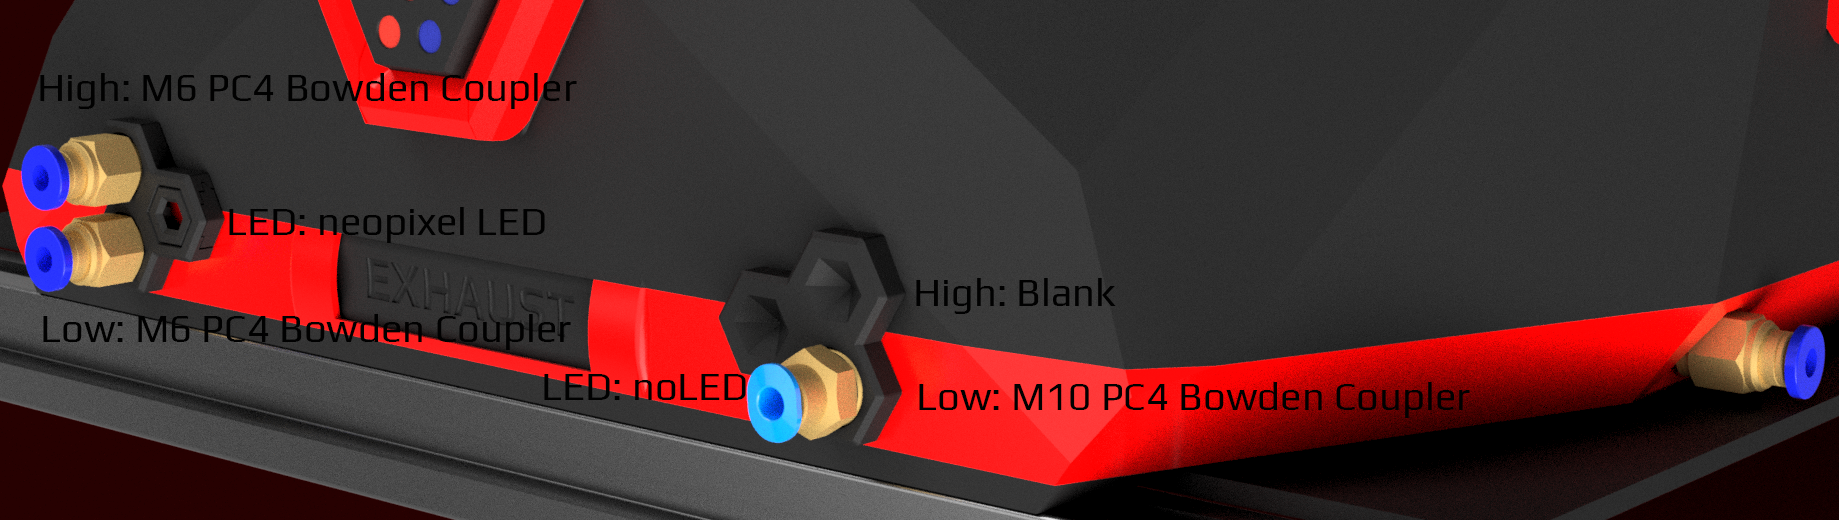 High: M6 PC4 Bowden Coupler
LED: neopixel LED
EXHAUST
Low: M6 PC4 Bowden Coupler
High: Blank
LED: noLED
Low: M10 PC4 Bowden Coupler